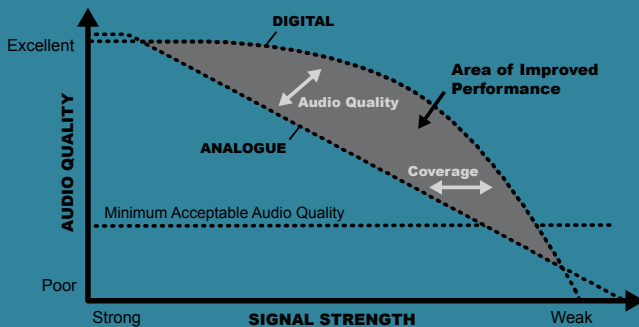 DIGITAL
Excellent
Area of Improved
Performance
Audio Quality
ANALOGUE
Coverage
AUDIO QUALITY
Minimum Acceptable Audio Quality
Poor
Strong
SIGNAL STRENGTH
Weak